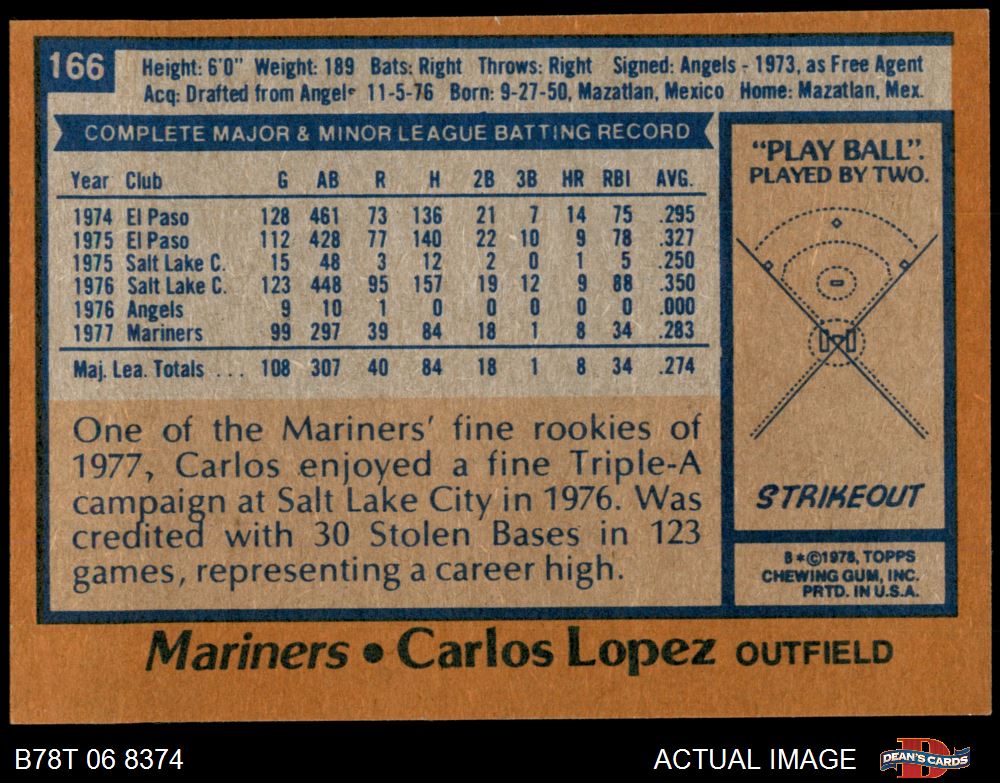 166
Height: 6'0" Weight: 189 Bats: Right Throws: Right Signed: Angels - 1973, as Free Agent
Acq: Drafted from Angels 11-5-76 Born: 9-27-50, Mazatlan, Mexico Home: Mazatlan, Mex.
COMPLETE MAJOR & MINOR LEAGUE BATTING RECORD
Year Club G AB R H 2B 3B HR RBI AVG.
1974 El Paso 128 461 73 136 21 7 14 75 .295
1975 El Paso 112 428 77 140 22 10 9 78 .327
1975 Salt Lake C. 15 48 3 12 2 0 1 5 .250
1976 Salt Lake C. 123 448 95 157 19 12 9 88 .350
1976 Angels 9 10 1 0 0 0 0 0 .000
1977 Mariners 99 297 39 84 18 1 8 34 .283
Maj. Lea. Totals ... 108 307 40 84 18 1 8 34 .274
One of the Mariners' fine rookies of
1977, Carlos enjoyed a fine Triple-A
campaign at Salt Lake City in 1976. Was
credited with 30 Stolen Bases in 123
games, representing a career high.
"PLAY BALL".
PLAYED BY TWO.
STRIKEOUT
B*©1978, TOPPS
CHEWING GUM, INC.
PRTD. IN U.S.A.
Mariners • Carlos Lopez OUTFIELD
B78T 06 8374
ACTUAL IMAGE
D
DEAN'S CARDS